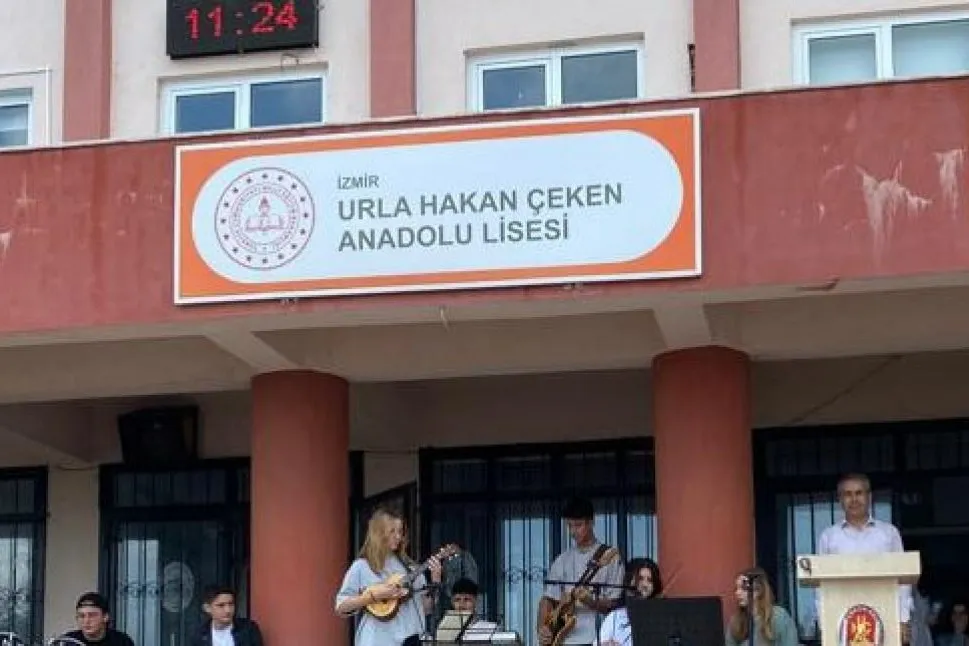 11:24
İZMİR
URLA HAKAN ÇEKEN
ANADOLU LİSESİ